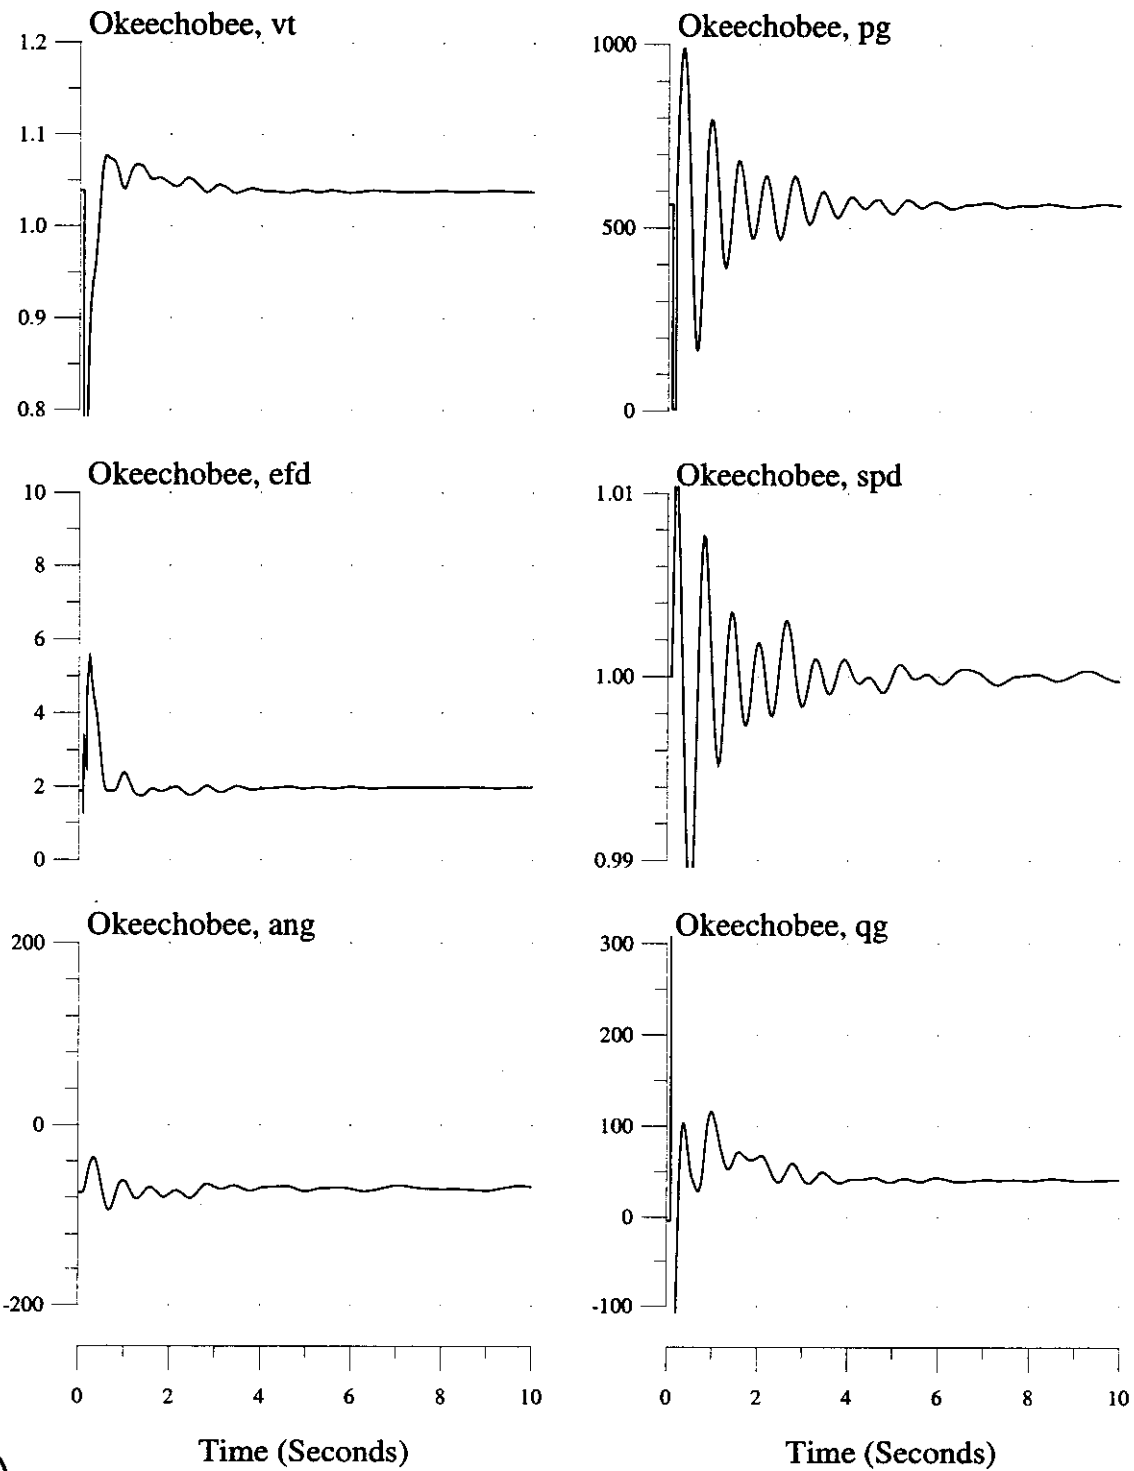 Okeechobee, vt
1.2
1.1
1.0
0.9
0.8
Okeechobee, pg
1000
500
0
Okeechobee, efd
10
8
6
4
2
0
Okeechobee, spd
1.01
1.00
0.99
Okeechobee, ang
200
0
-200
0 2 4 6 8 10
Time (Seconds)
Okeechobee, qg
300
200
100
0
-100
0 2 4 6 8 10
Time (Seconds)